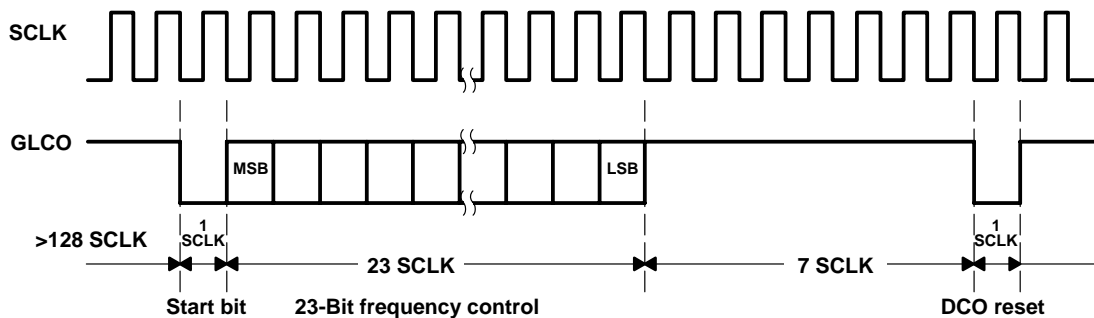 SCLK
GLCO
MSB
LSB
>128 SCLK
1
SCLK
23 SCLK
7 SCLK
1
SCLK
Start bit
23-Bit frequency control
DCO reset